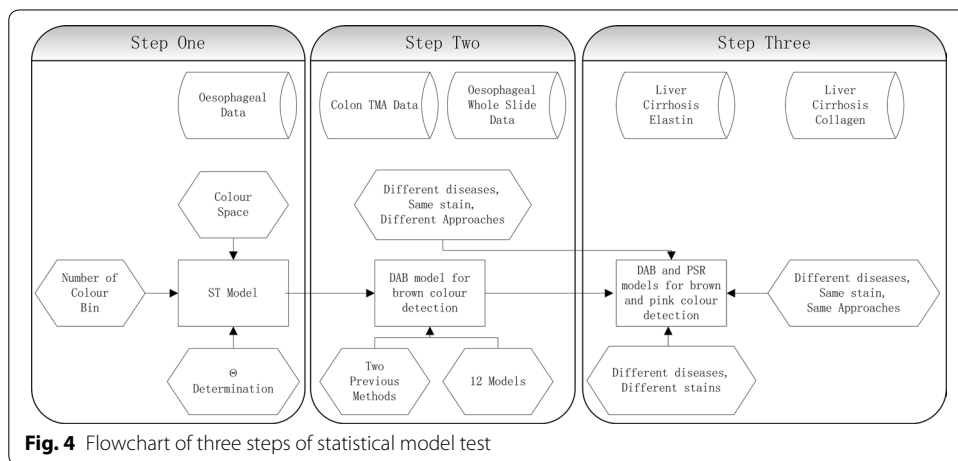 Step One
Oesophageal
Data
Colour
Space
Number of
Colour
Bin
ST Model
Θ
Determination
Step Two
Colon TMA Data
Oesophageal
Whole Slide
Data
Different diseases,
Same stain,
Different Approaches
DAB model for
brown colour
detection
Two
Previous
Methods
12 Models
Step Three
Liver
Cirrhosis
Elastin
Liver
Cirrhosis
Collagen
DAB and PSR
models for brown
and pink colour
detection
Different diseases,
Same stain,
Same Approaches
Different diseases,
Different stains
Fig. 4 Flowchart of three steps of statistical model test